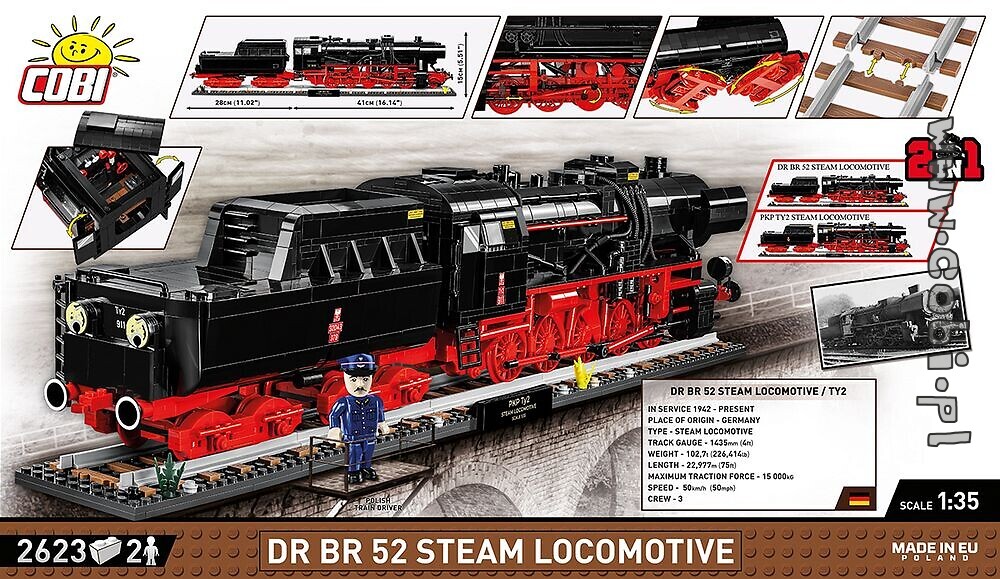 COBI
28CM (11.02")
41CM (16.14")
15CM (5.51")
2in1
DR BR 52 STEAM LOCOMOTIVE
PKP TY2 STEAM LOCOMOTIVE
www.cobi.pl
Ty2
911
PKP Ty2
STEAM LOCOMOTIVE
SCALE 1:35
POLISH
TRAIN DRIVER
DR BR 52 STEAM LOCOMOTIVE / TY2
IN SERVICE 1942 - PRESENT
PLACE OF ORIGIN - GERMANY
TYPE - STEAM LOCOMOTIVE
TRACK GAUGE - 1435mm (4ft)
WEIGHT - 102,7t (226,414lb)
LENGTH - 22,977m (75ft)
MAXIMUM TRACTION FORCE - 15 000KG
SPEED - 50km/h (50mph)
CREW - 3
SCALE 1:35
2623 2
DR BR 52 STEAM LOCOMOTIVE
MADE IN EU
POLAND